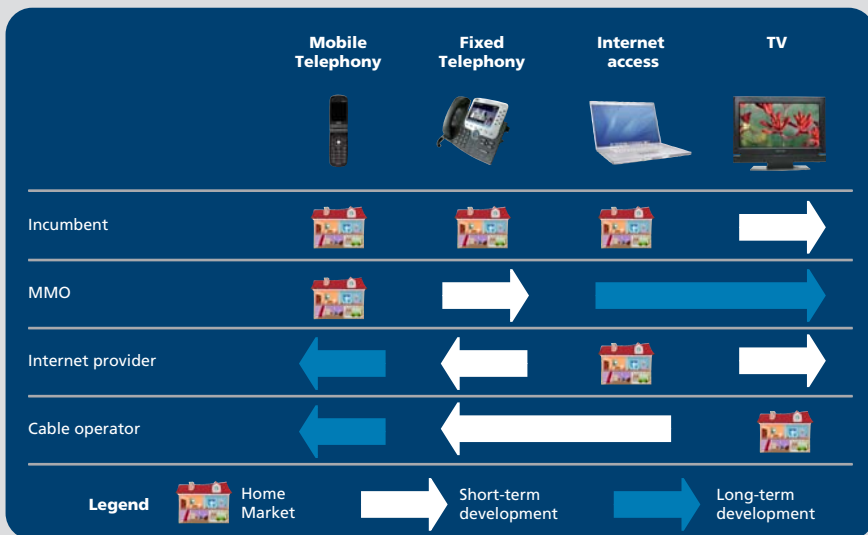 Mobile
Telephony
Fixed
Telephony
Internet
access
TV
Incumbent
MMO
Internet provider
Cable operator
Legend
Home
Market
Short-term
development
Long-term
development